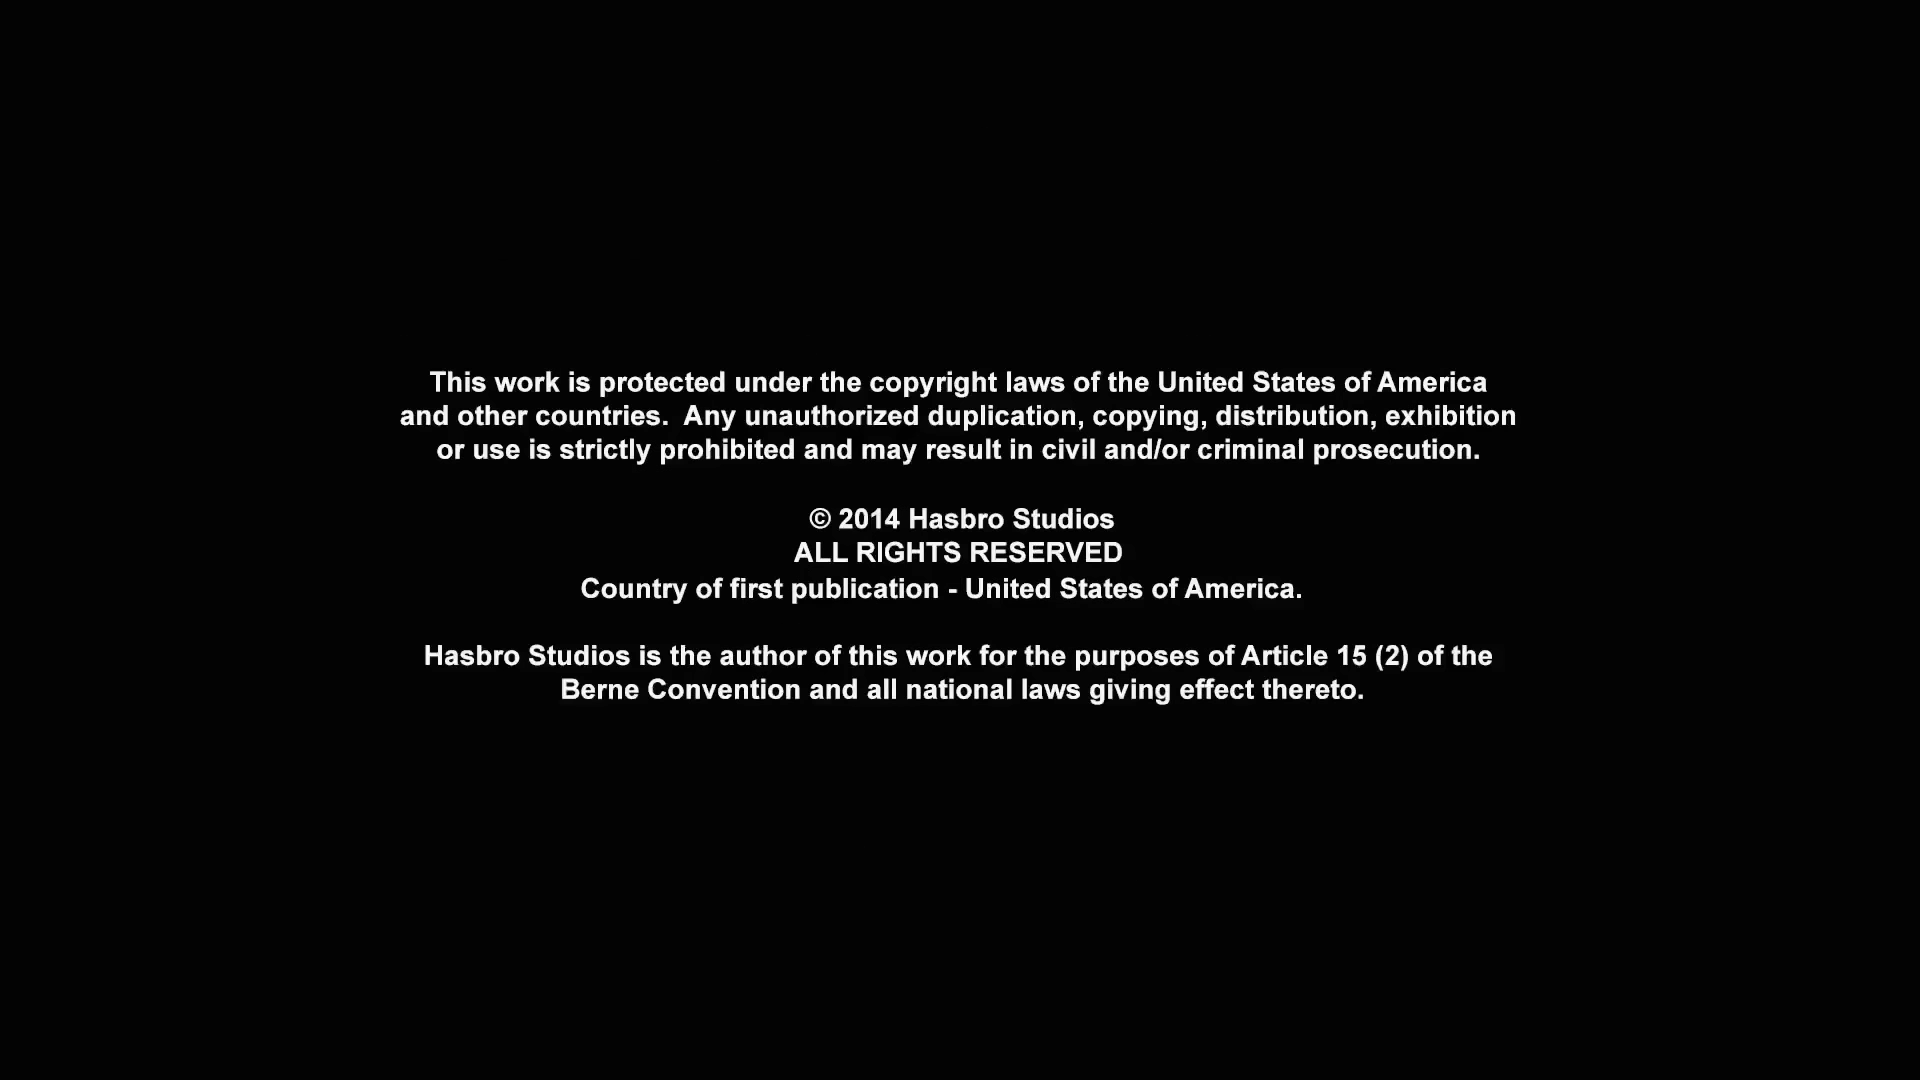 This work is protected under the copyright laws of the United States of America
and other countries.  Any unauthorized duplication, copying, distribution, exhibition
or use is strictly prohibited and may result in civil and/or criminal prosecution.
© 2014 Hasbro Studios
ALL RIGHTS RESERVED
Country of first publication - United States of America.
Hasbro Studios is the author of this work for the purposes of Article 15 (2) of the
Berne Convention and all national laws giving effect thereto.